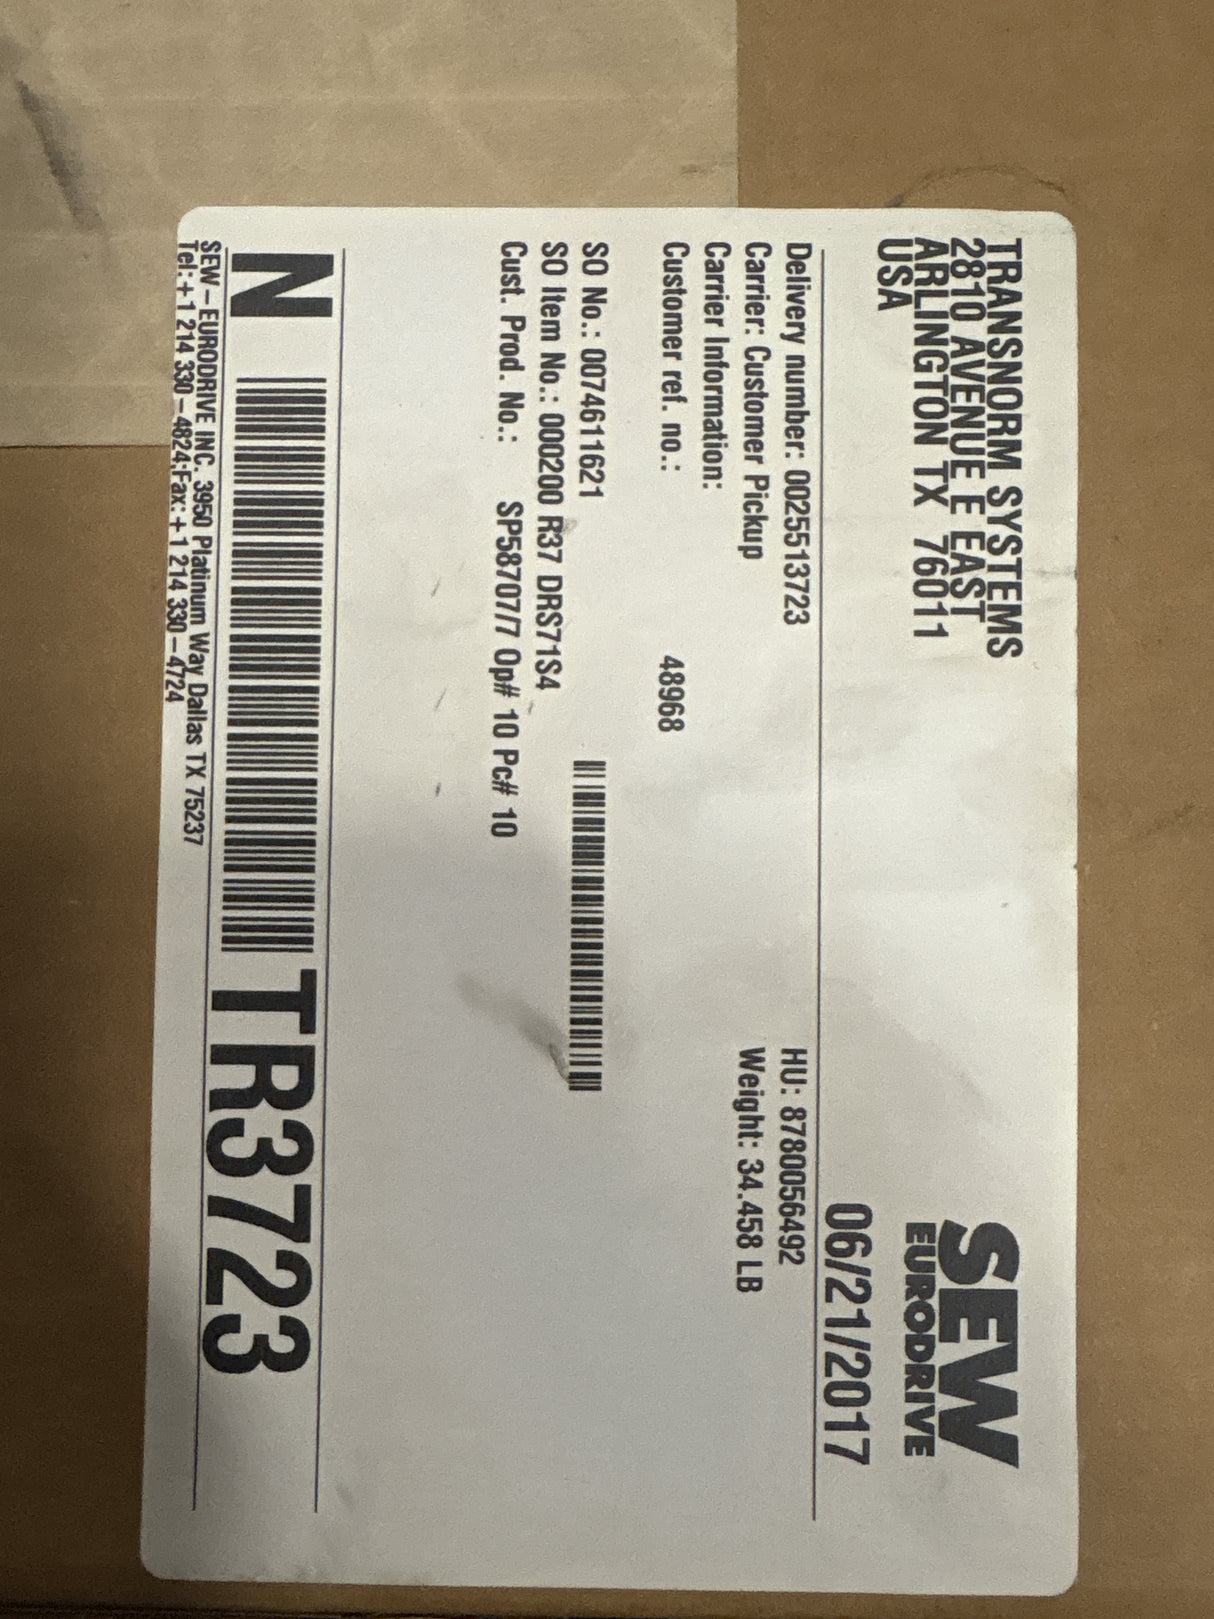 TRANSNORM SYSTEMS
2810 AVENUE E EAST
ARLINGTON TX 76011
USA
SEW
EURODRIVE
06/21/2017
Delivery number: 0025513723
HU: 8780056492
Carrier: Customer Pickup
Weight: 34.458 LB
Carrier Information:
Customer ref. no.: 48968
SO No.: 0074611621
SO Item No.: 000200 R37 DRS71S4
Cust. Prod. No.: SP58707/7 Op# 10 Pc# 10
N TR3723
SEW-EURODRIVE INC. 3950 Platinum Way Dallas TX 75237
Tel:+1 214 330-4824;Fax:+1 214 330-4724